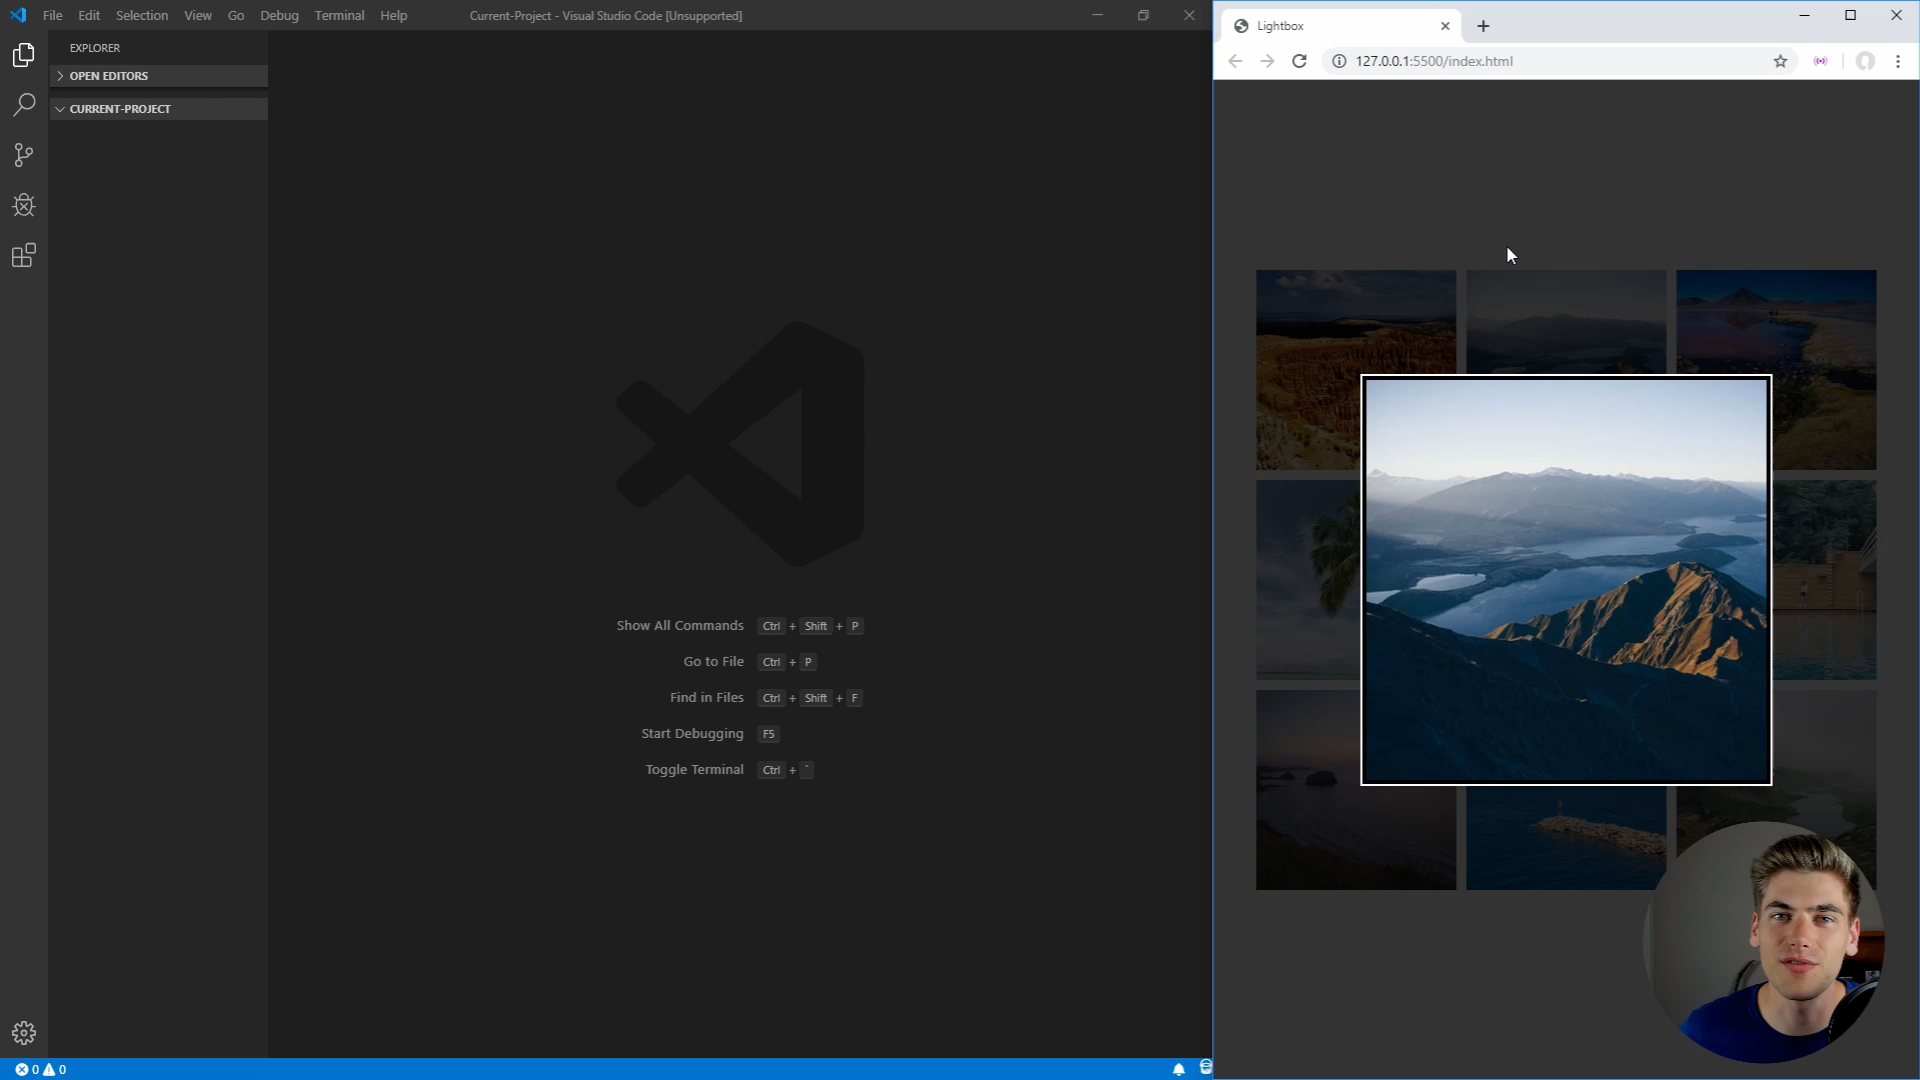 File Edit Selection View Go Debug Terminal Help
Current-Project - Visual Studio Code [Unsupported]
EXPLORER
OPEN EDITORS
CURRENT-PROJECT
Show All Commands Ctrl + Shift + P
Go to File Ctrl + P
Find in Files Ctrl + Shift + F
Start Debugging F5
Toggle Terminal Ctrl + `
0 0
Lightbox
127.0.0.1:5500/index.html